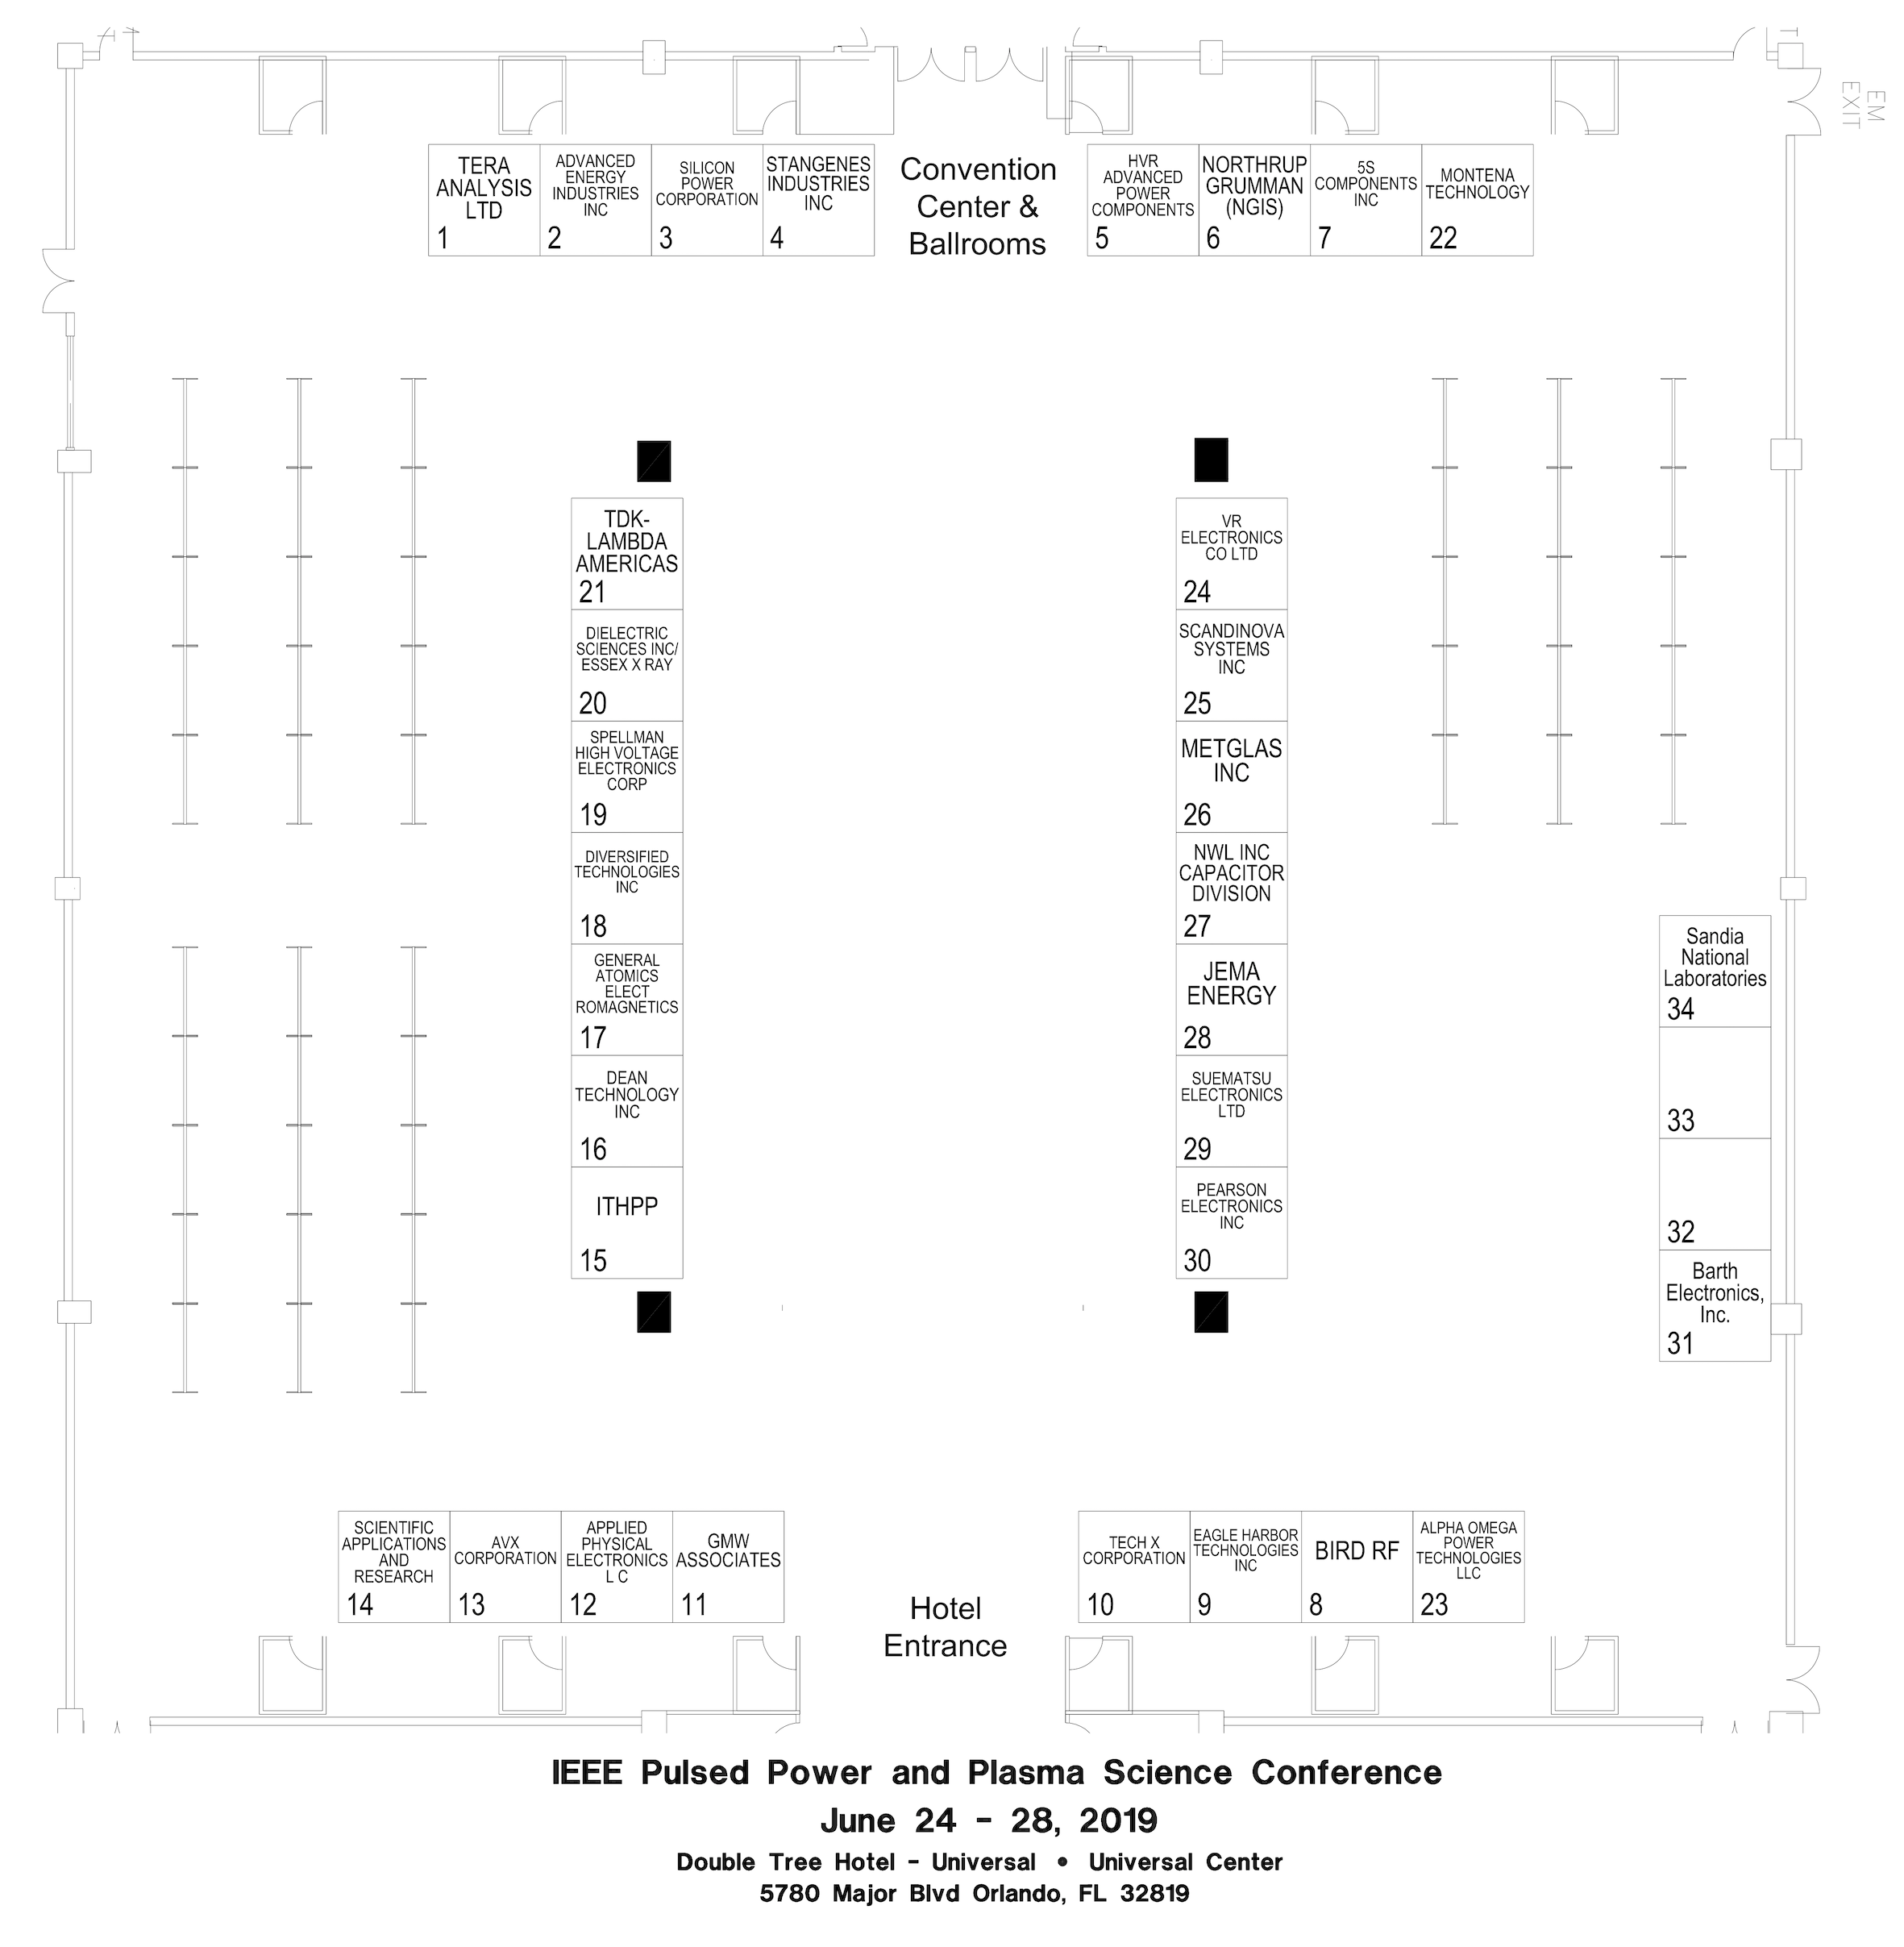 EM
EXIT
TERA
ANALYSIS
LTD
1
ADVANCED
ENERGY
INDUSTRIES
INC
2
SILICON
POWER
CORPORATION
3
STANGENES
INDUSTRIES
INC
4
Convention
Center &
Ballrooms
HVR
ADVANCED
POWER
COMPONENTS
5
NORTHRUP
GRUMMAN
(NGIS)
6
5S
COMPONENTS
INC
7
MONTENA
TECHNOLOGY
22
TDK-
LAMBDA
AMERICAS
21
DIELECTRIC
SCIENCES INC/
ESSEX X RAY
20
SPELLMAN
HIGH VOLTAGE
ELECTRONICS
CORP
19
DIVERSIFIED
TECHNOLOGIES
INC
18
GENERAL
ATOMICS
ELECT
ROMAGNETICS
17
DEAN
TECHNOLOGY
INC
16
ITHPP
15
VR
ELECTRONICS
CO LTD
24
SCANDINOVA
SYSTEMS
INC
25
METGLAS
INC
26
NWL INC
CAPACITOR
DIVISION
27
JEMA
ENERGY
28
SUEMATSU
ELECTRONICS
LTD
29
PEARSON
ELECTRONICS
INC
30
Sandia
National
Laboratories
34
33
32
Barth
Electronics,
Inc.
31
SCIENTIFIC
APPLICATIONS
AND
RESEARCH
14
AVX
CORPORATION
13
APPLIED
PHYSICAL
ELECTRONICS
L C
12
GMW
ASSOCIATES
11
Hotel
Entrance
TECH X
CORPORATION
10
EAGLE HARBOR
TECHNOLOGIES
INC
9
BIRD RF
8
ALPHA OMEGA
POWER
TECHNOLOGIES
LLC
23
IEEE Pulsed Power and Plasma Science Conference
June 24 - 28, 2019
Double Tree Hotel - Universal • Universal Center
5780 Major Blvd Orlando, FL 32819